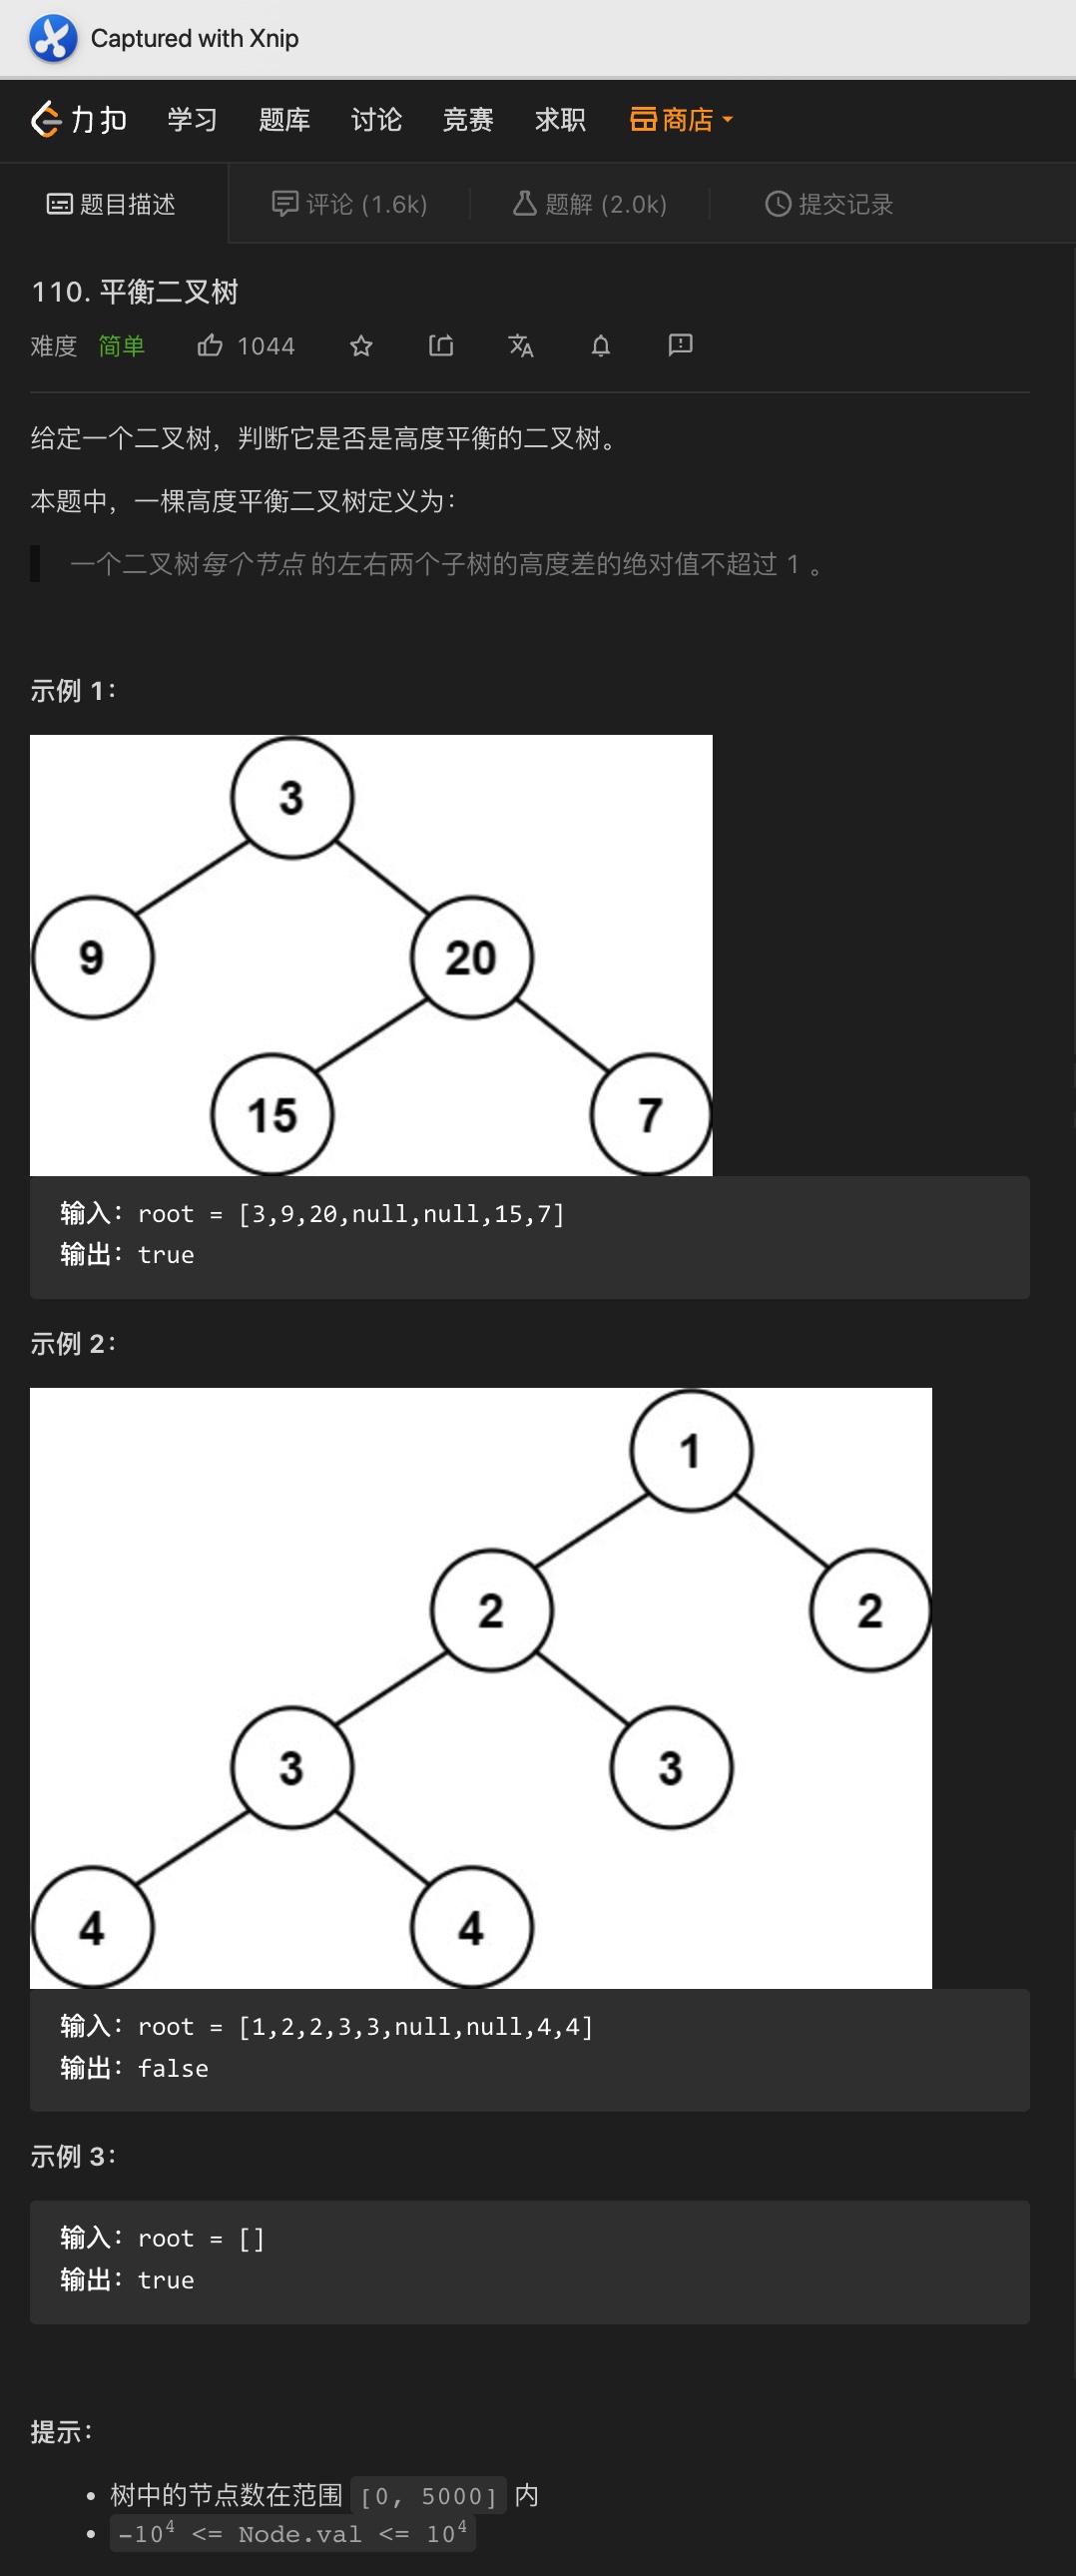 Captured with Xnip
力扣 学习 题库 讨论 竞赛 求职 商店
题目描述 评论 (1.6k) 题解 (2.0k) 提交记录
110. 平衡二叉树
难度 简单 1044
给定一个二叉树，判断它是否是高度平衡的二叉树。
本题中，一棵高度平衡二叉树定义为：
一个二叉树每个节点 的左右两个子树的高度差的绝对值不超过 1 。
示例 1：
3
9 20
15 7
输入：root = [3,9,20,null,null,15,7]
输出：true
示例 2：
1
2 2
3 3
4 4
输入：root = [1,2,2,3,3,null,null,4,4]
输出：false
示例 3：
输入：root = []
输出：true
提示：
• 树中的节点数在范围 [0, 5000] 内
• -10⁴ <= Node.val <= 10⁴